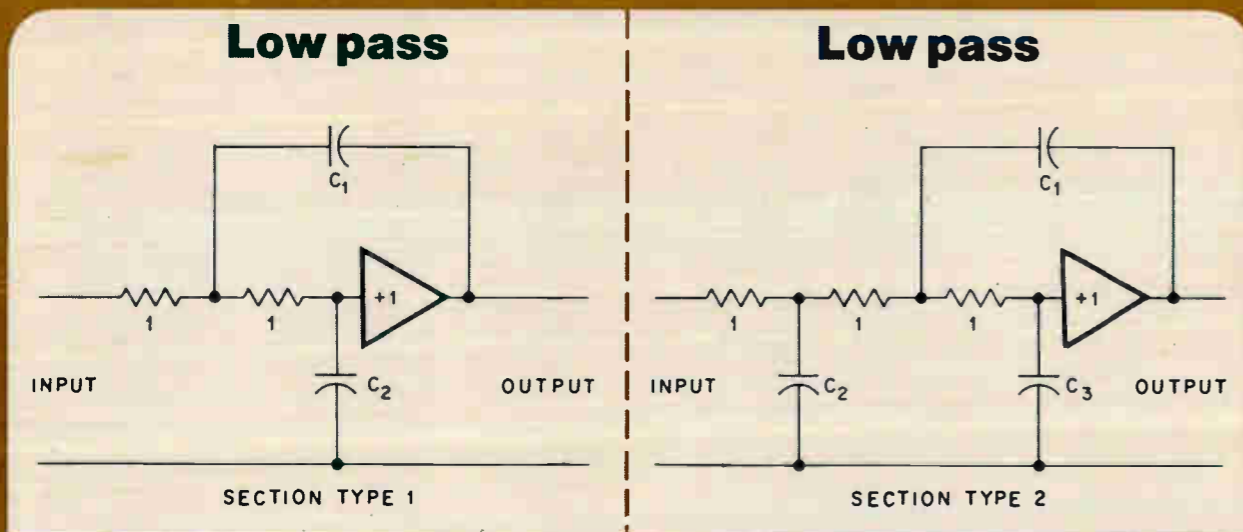 Low pass
C₁
+1
1
1
C₂
INPUT
OUTPUT
SECTION TYPE 1
Low pass
C₁
+1
1
1
1
C₂
C₃
INPUT
OUTPUT
SECTION TYPE 2